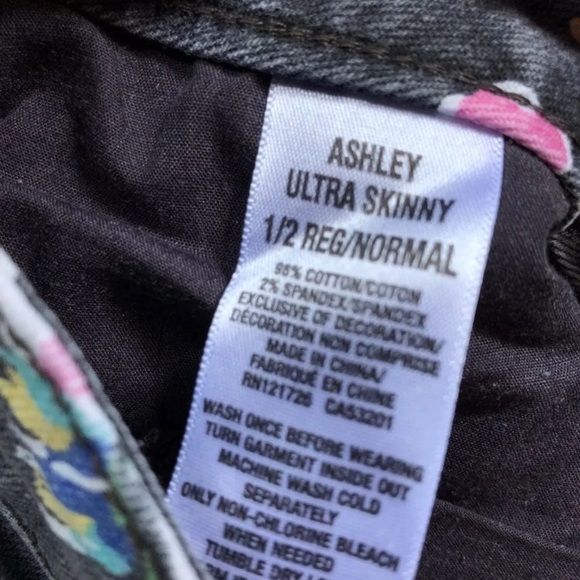 ASHLEY
ULTRA SKINNY
1/2 REG/NORMAL
98% COTTON/COTON
2% SPANDEX/SPANDEX
EXCLUSIVE OF DECORATION/
DÉCORATION NON COMPRISE
MADE IN CHINA/
FABRIQUÉ EN CHINE
RN121726 CA53201
WASH ONCE BEFORE WEARING
TURN GARMENT INSIDE OUT
MACHINE WASH COLD
SEPARATELY
ONLY NON-CHLORINE BLEACH
WHEN NEEDED
TUMBLE DRY